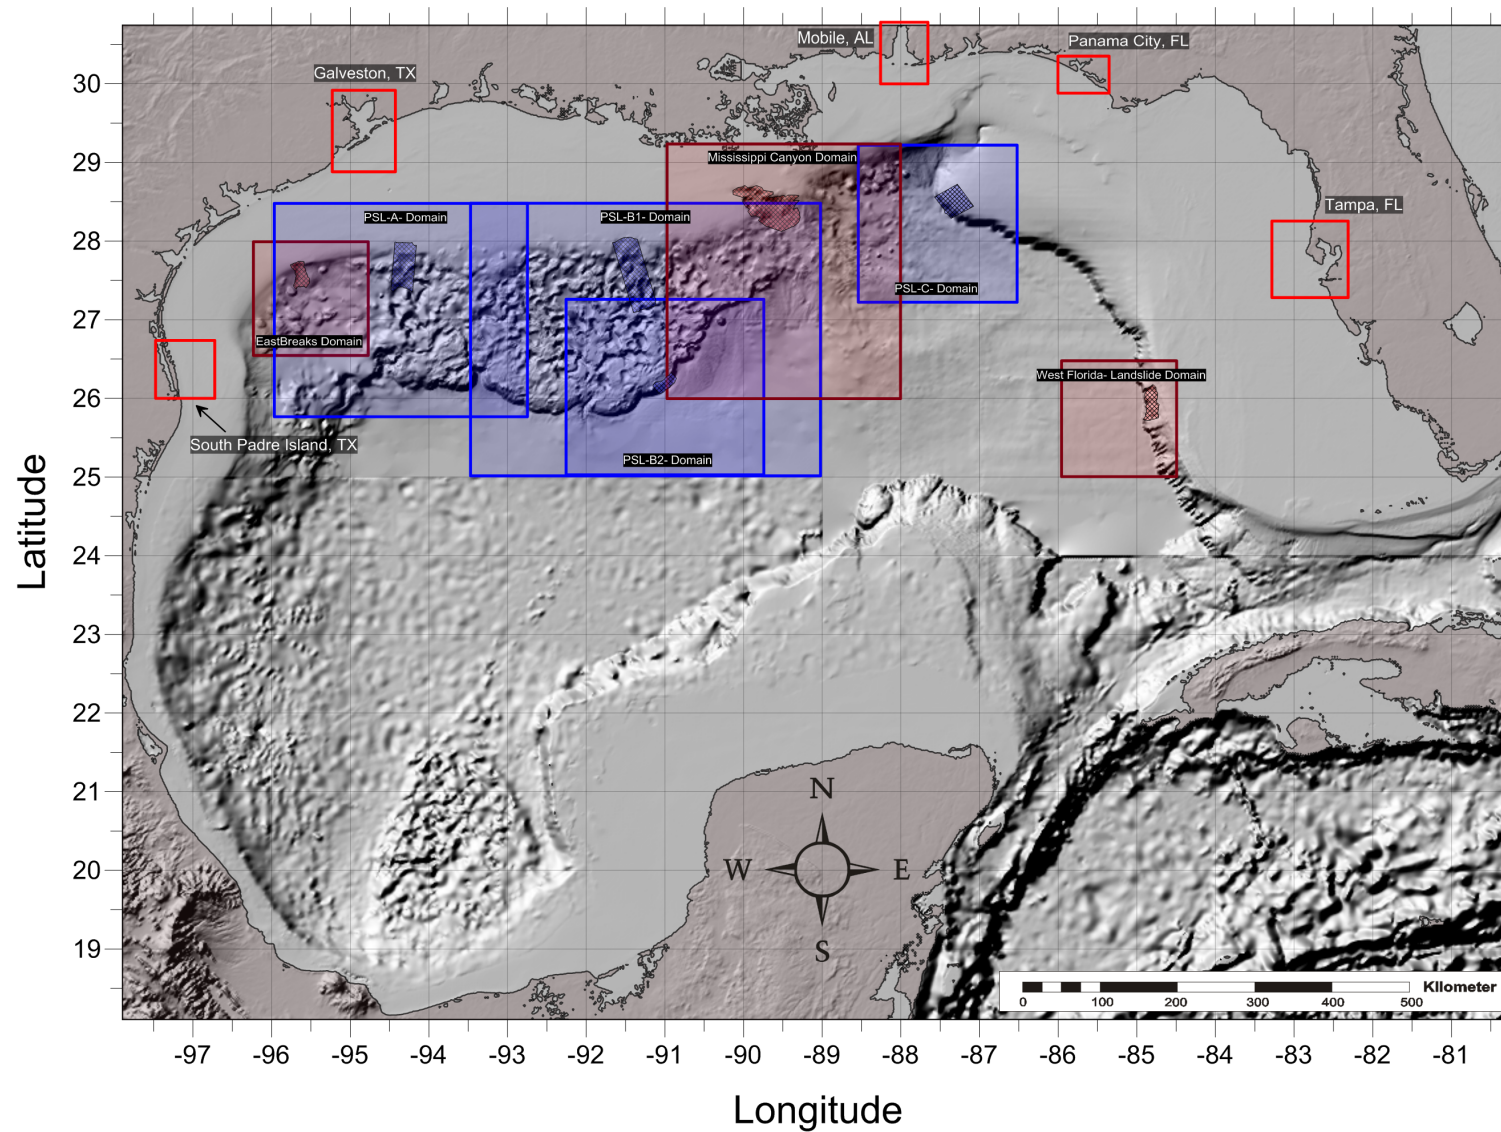 Mobile, AL
Panama City, FL
Galveston, TX
Mississippi Canyon Domain
PSL-A- Domain
PSL-B1- Domain
Tampa, FL
PSL-C- Domain
EastBreaks Domain
West Florida- Landslide Domain
South Padre Island, TX
PSL-B2- Domain
N
W
E
S
30
29
28
27
26
25
24
23
22
21
20
19
Latitude
KIlometer
0 100 200 300 400 500
-97 -96 -95 -94 -93 -92 -91 -90 -89 -88 -87 -86 -85 -84 -83 -82 -81
Longitude